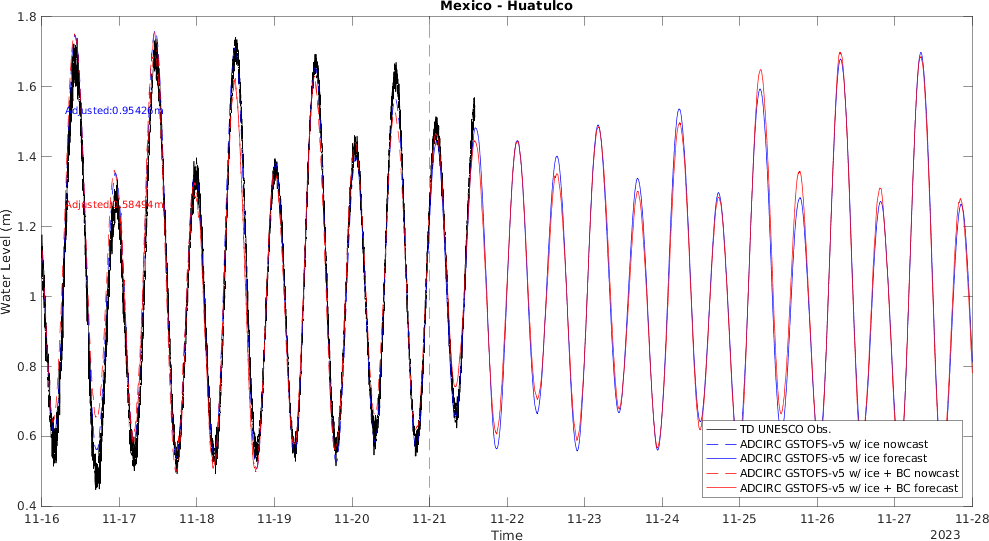 Mexico - Huatulco
Water Level (m)
1.8
1.6
1.4
1.2
1
0.8
0.6
0.4
Adjusted:0.95426m
Adjusted:0.58494m
TD UNESCO Obs.
ADCIRC GSTOFS-v5 w/ ice nowcast
ADCIRC GSTOFS-v5 w/ ice forecast
ADCIRC GSTOFS-v5 w/ ice + BC nowcast
ADCIRC GSTOFS-v5 w/ ice + BC forecast
11-16 11-17 11-18 11-19 11-20 11-21 11-22 11-23 11-24 11-25 11-26 11-27 11-28
Time
2023